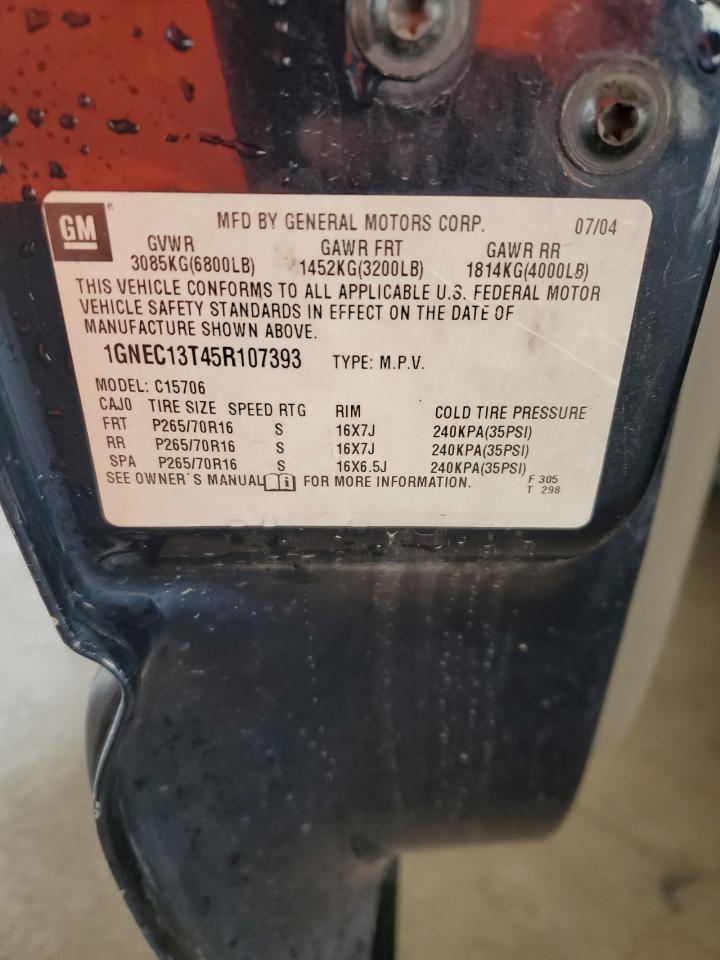 GM
MFD BY GENERAL MOTORS CORP. 07/04
GVWR GAWR FRT GAWR RR
3085KG(6800LB) 1452KG(3200LB) 1814KG(4000LB)
THIS VEHICLE CONFORMS TO ALL APPLICABLE U.S. FEDERAL MOTOR
VEHICLE SAFETY STANDARDS IN EFFECT ON THE DATE OF
MANUFACTURE SHOWN ABOVE.
1GNEC13T45R107393 TYPE: M.P.V.
MODEL: C15706
CAJ0 TIRE SIZE SPEED RTG RIM COLD TIRE PRESSURE
FRT P265/70R16 S 16X7J 240KPA(35PSI)
RR P265/70R16 S 16X7J 240KPA(35PSI)
SPA P265/70R16 S 16X6.5J 240KPA(35PSI)
SEE OWNER'S MANUAL i FOR MORE INFORMATION. F 305
T 298